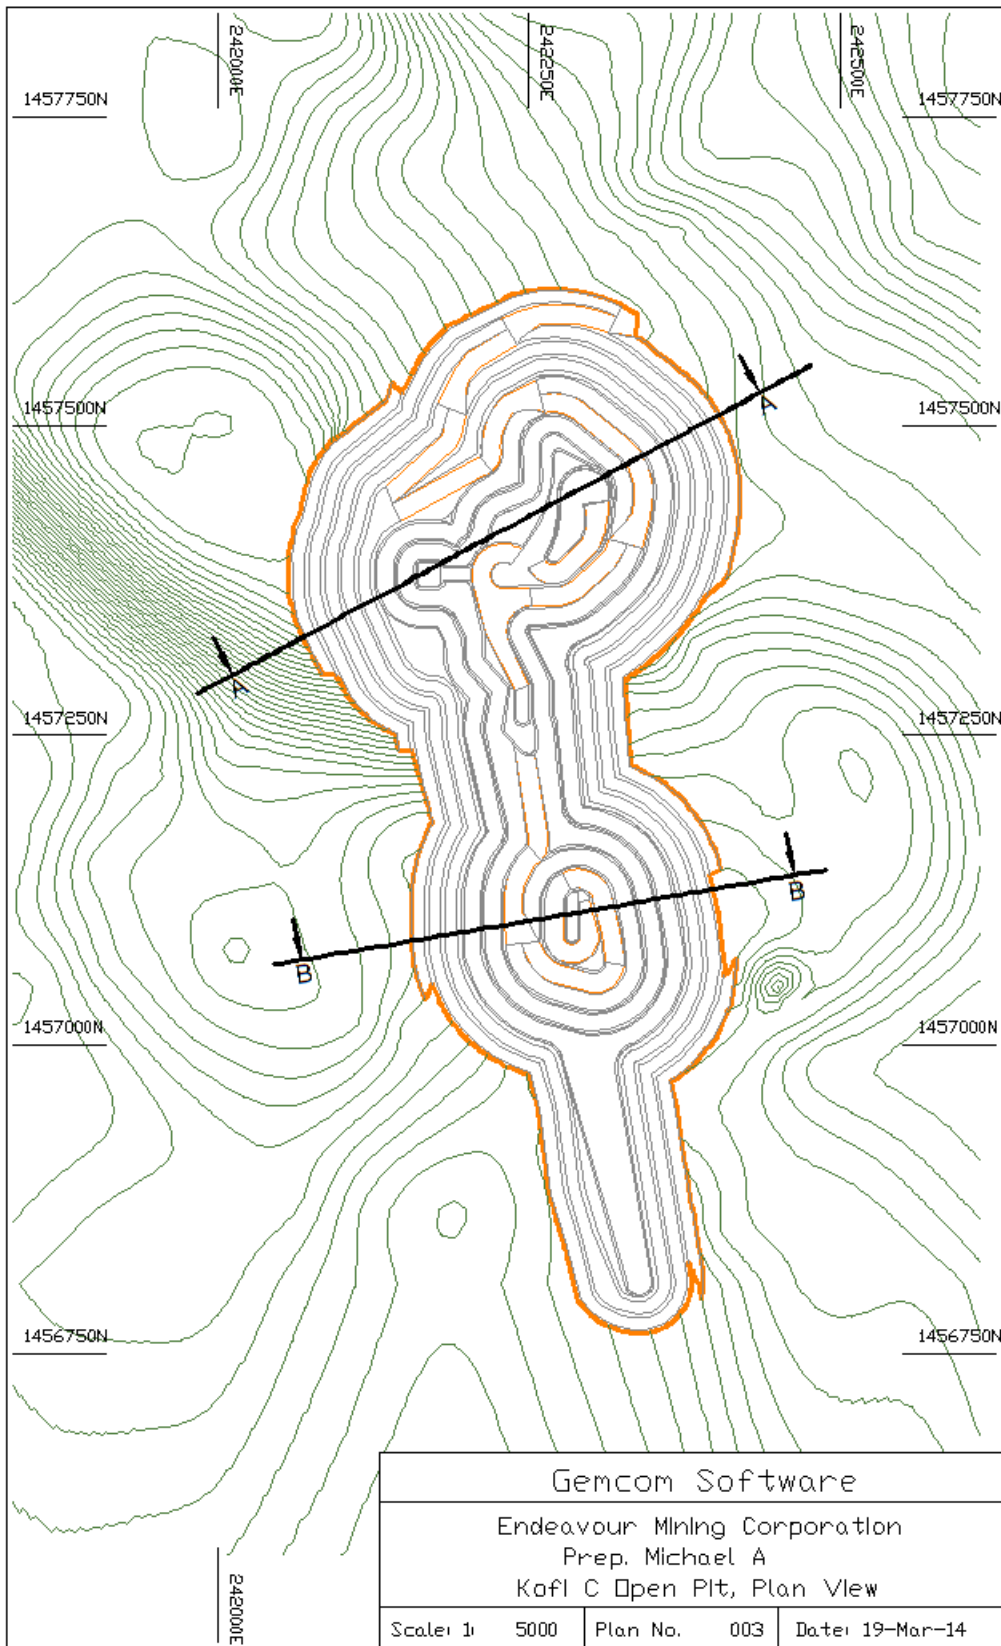 242000E
242250E
242500E
1457750N
1457750N
A
1457500N
1457500N
A
1457250N
1457250N
B
B
1457000N
1457000N
1456750N
1456750N
242000E
Gemcom Software
Endeavour Mining Corporation
Prep. Michael A
Kofi C Open Pit, Plan View
Scale: 1: 5000
Plan No. 003
Date: 19-Mar-14